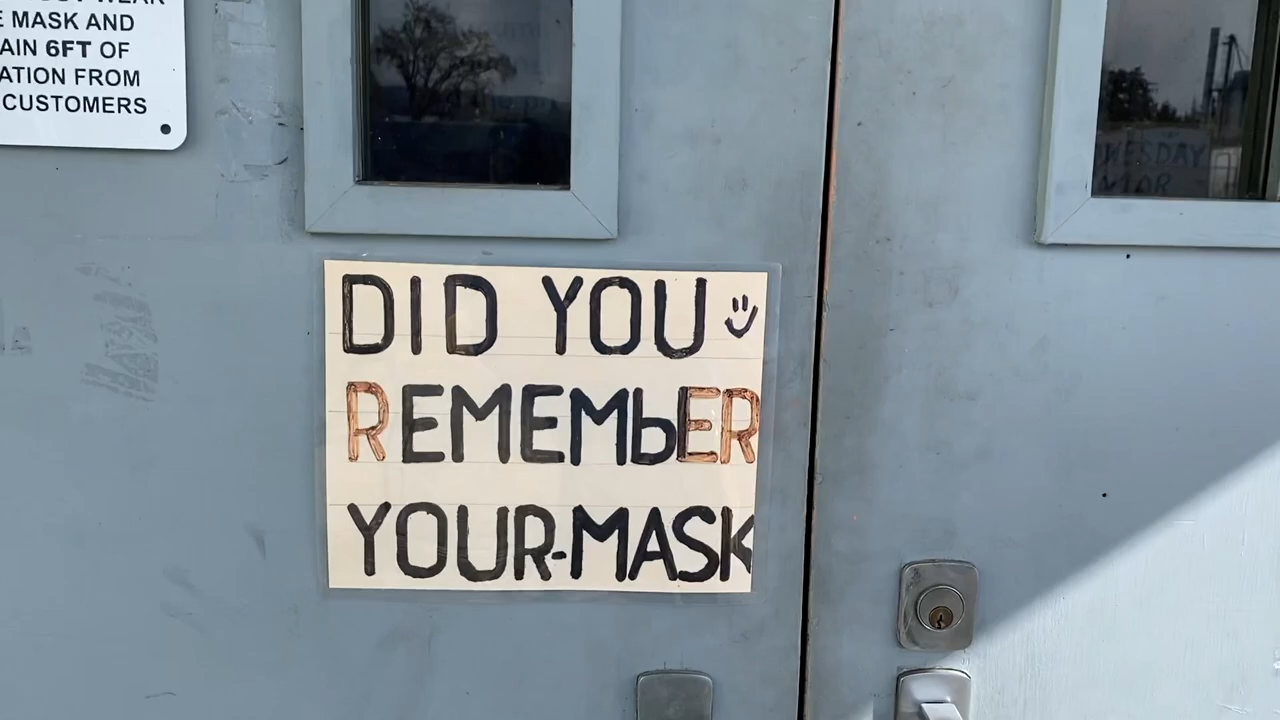 E MASK AND
AIN 6FT OF
ATION FROM
CUSTOMERS
DID YOU
REMEMbER
YOUR-MASK